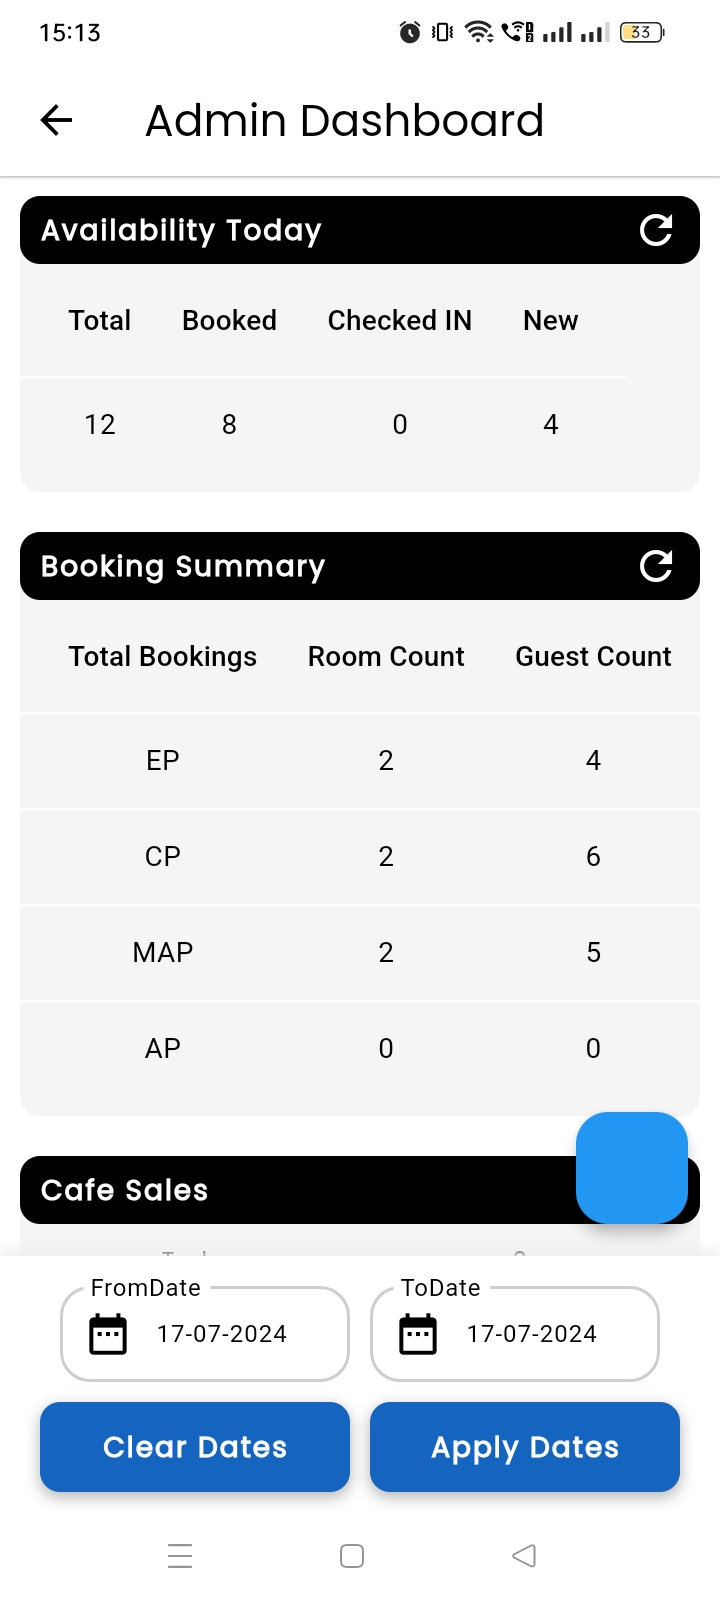 15:13
33
Admin Dashboard
Availability Today
Total Booked Checked IN New
12 8 0 4
Booking Summary
Total Bookings Room Count Guest Count
EP 2 4
CP 2 6
MAP 2 5
AP 0 0
Cafe Sales
FromDate ToDate
17-07-2024 17-07-2024
Clear Dates Apply Dates